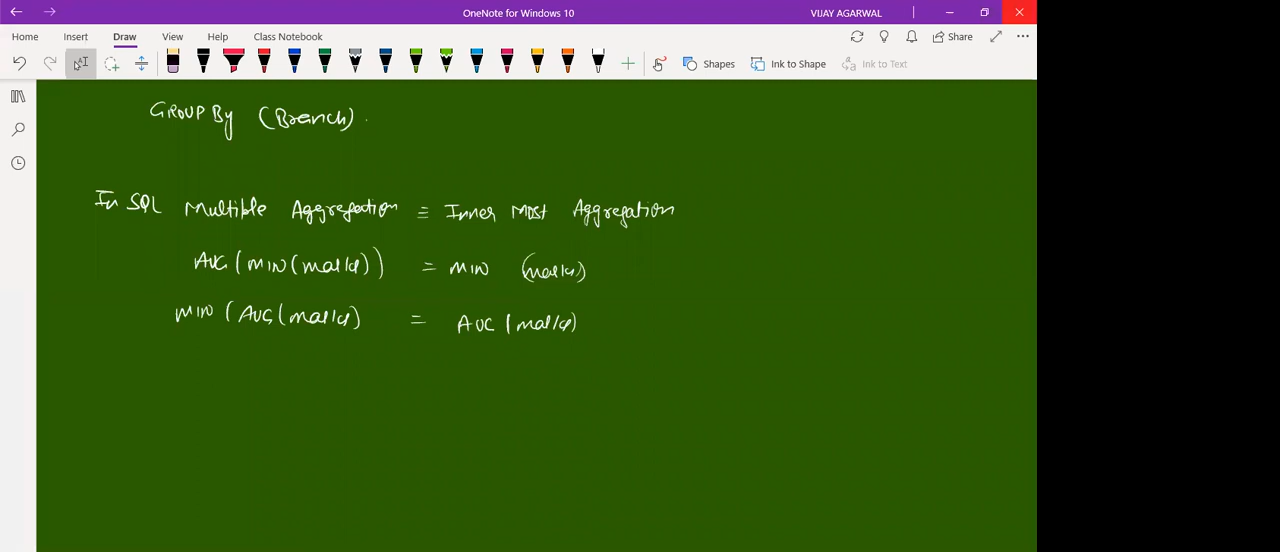 OneNote for Windows 10
VIJAY AGARWAL
Home Insert Draw View Help Class Notebook
Share
Shapes Ink to Shape Ink to Text
GROUP By (Branch).
In SQL Multiple Aggregation ≡ Inner Most Aggregation
AVG (MIN (marks)) = MIN (marks)
MIN (AVG (marks) = AVG (marks)